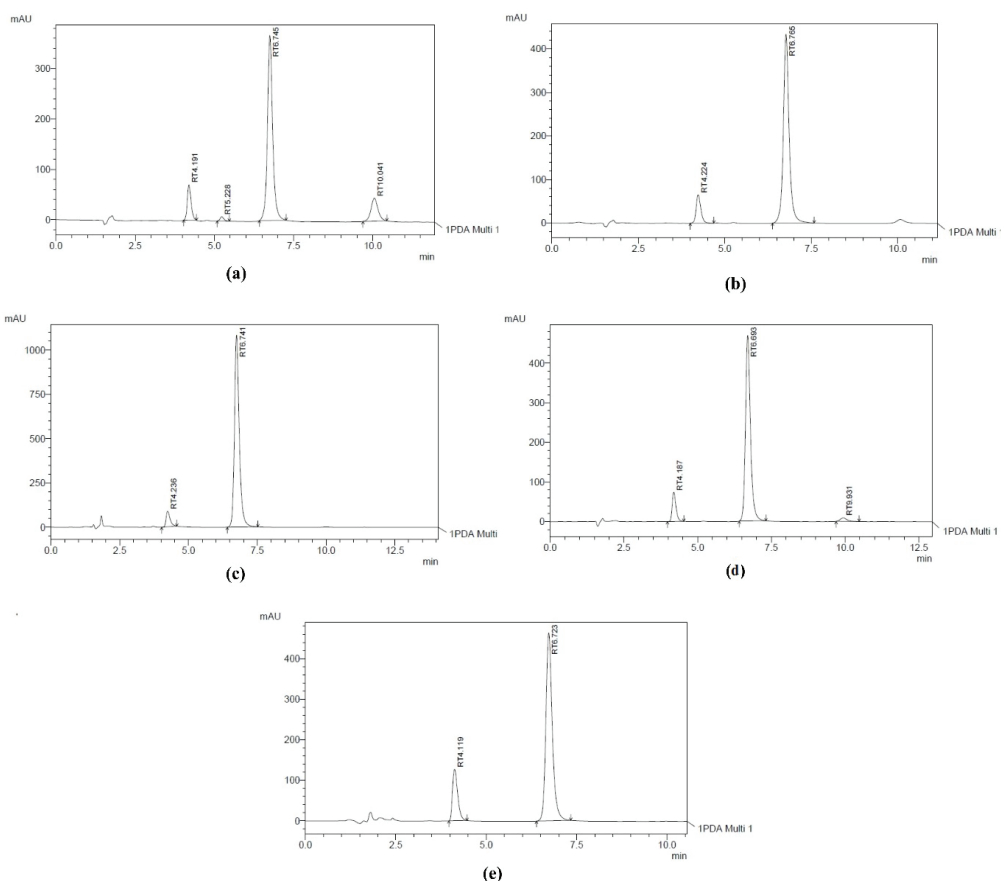 mAU
RT4.191
RT5.228
RT6.745
RT10.041
300
200
100
0
0.0 2.5 5.0 7.5 10.0
min
1PDA Multi 1
(a)
mAU
RT4.224
RT6.765
400
300
200
100
0
0.0 2.5 5.0 7.5 10.0
min
1PDA Multi 1
(b)
mAU
RT4.236
RT6.741
1000
750
500
250
0
0.0 2.5 5.0 7.5 10.0 12.5
min
1PDA Multi
(c)
mAU
RT4.187
RT6.693
RT9.931
400
300
200
100
0
0.0 2.5 5.0 7.5 10.0 12.5
min
1PDA Multi 1
(d)
mAU
RT4.119
RT6.723
400
300
200
100
0
0.0 2.5 5.0 7.5 10.0
min
1PDA Multi 1
(e)